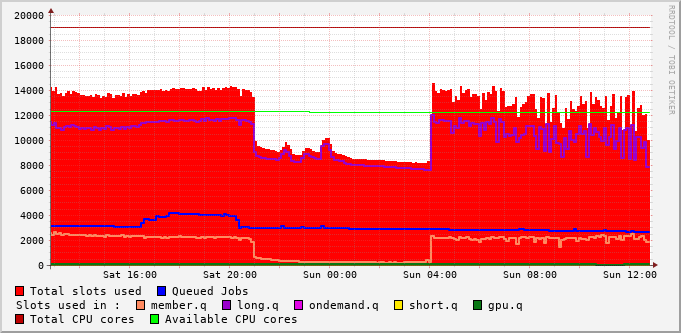 20000
18000
16000
14000
12000
10000
8000
6000
4000
2000
0
Sat 16:00 Sat 20:00 Sun 00:00 Sun 04:00 Sun 08:00 Sun 12:00
RRDTOOL / TOBI OETIKER
Total slots used Queued Jobs
Slots used in : member.q long.q ondemand.q short.q gpu.q
Total CPU cores Available CPU cores